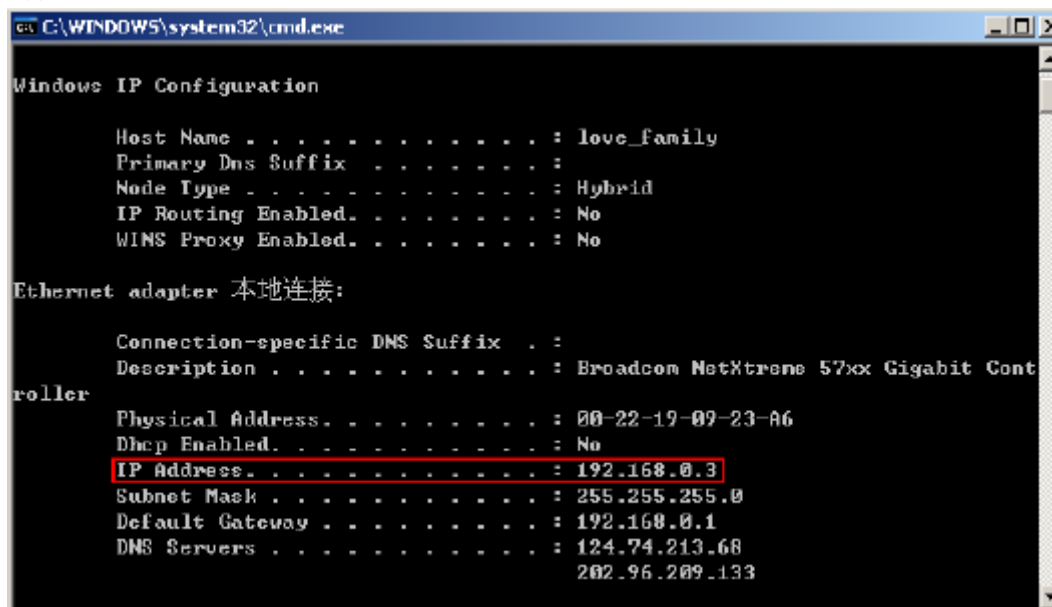 C:\WINDOWS\system32\cmd.exe
Windows IP Configuration
Host Name . . . . . . . . . . . . : love_family
Primary Dns Suffix . . . . . . . :
Node Type . . . . . . . . . . . . : Hybrid
IP Routing Enabled. . . . . . . . : No
WINS Proxy Enabled. . . . . . . . : No
Ethernet adapter 本地连接:
Connection-specific DNS Suffix . :
Description . . . . . . . . . . . : Broadcom NetXtreme 57xx Gigabit Cont
roller
Physical Address. . . . . . . . . : 00-22-19-09-23-A6
Dhcp Enabled. . . . . . . . . . . : No
IP Address. . . . . . . . . . . . : 192.168.0.3
Subnet Mask . . . . . . . . . . . : 255.255.255.0
Default Gateway . . . . . . . . . : 192.168.0.1
DNS Servers . . . . . . . . . . . : 124.74.213.68
202.96.209.133